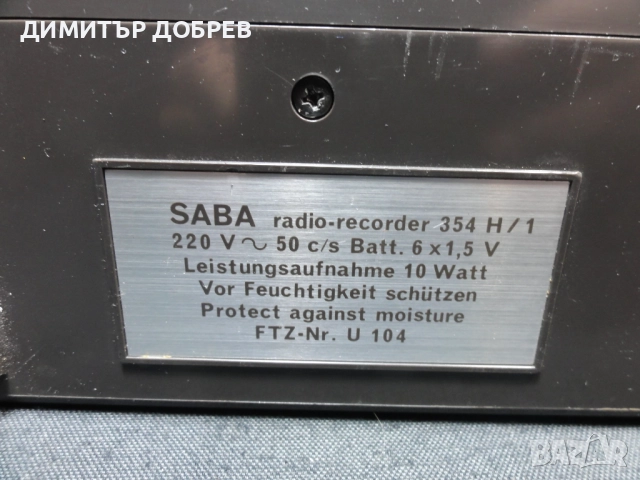 ДИМИТЪР ДОБРЕВ
SABA radio-recorder 354 H/1
220 V ~ 50 c/s Batt. 6 x 1,5 V
Leistungsaufnahme 10 Watt
Vor Feuchtigkeit schützen
Protect against moisture
FTZ-Nr. U 104
BAZAR